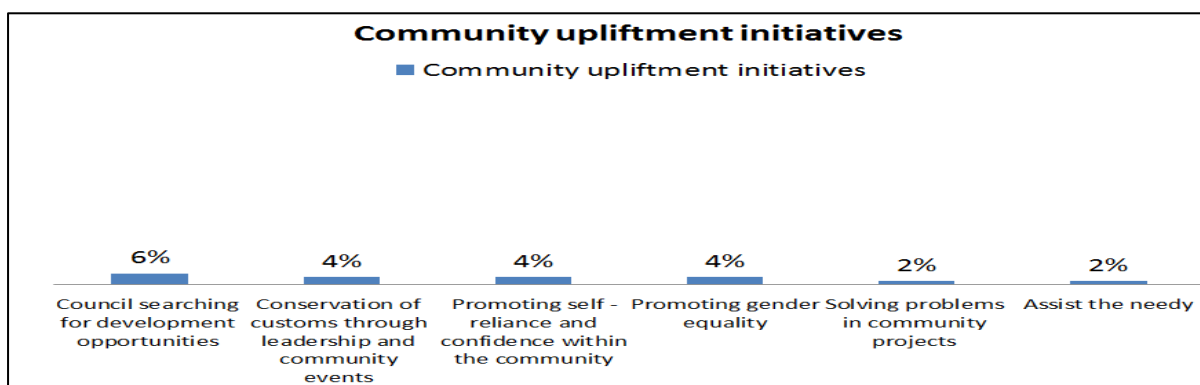 Community upliftment initiatives
Community upliftment initiatives
6%
4%
4%
4%
2%
2%
Council searching
for development
opportunities
Conservation of
customs through
leadership and
community
events
Promoting self -
reliance and
confidence within
the community
Promoting gender
equality
Solving problems
in community
projects
Assist the needy